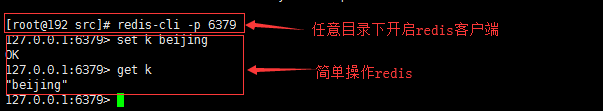 [root@192 src]# redis-cli -p 6379 任意目录下开启redis客户端
127.0.0.1:6379> set k beijing
OK
127.0.0.1:6379> get k 简单操作redis
"beijing"
127.0.0.1:6379>